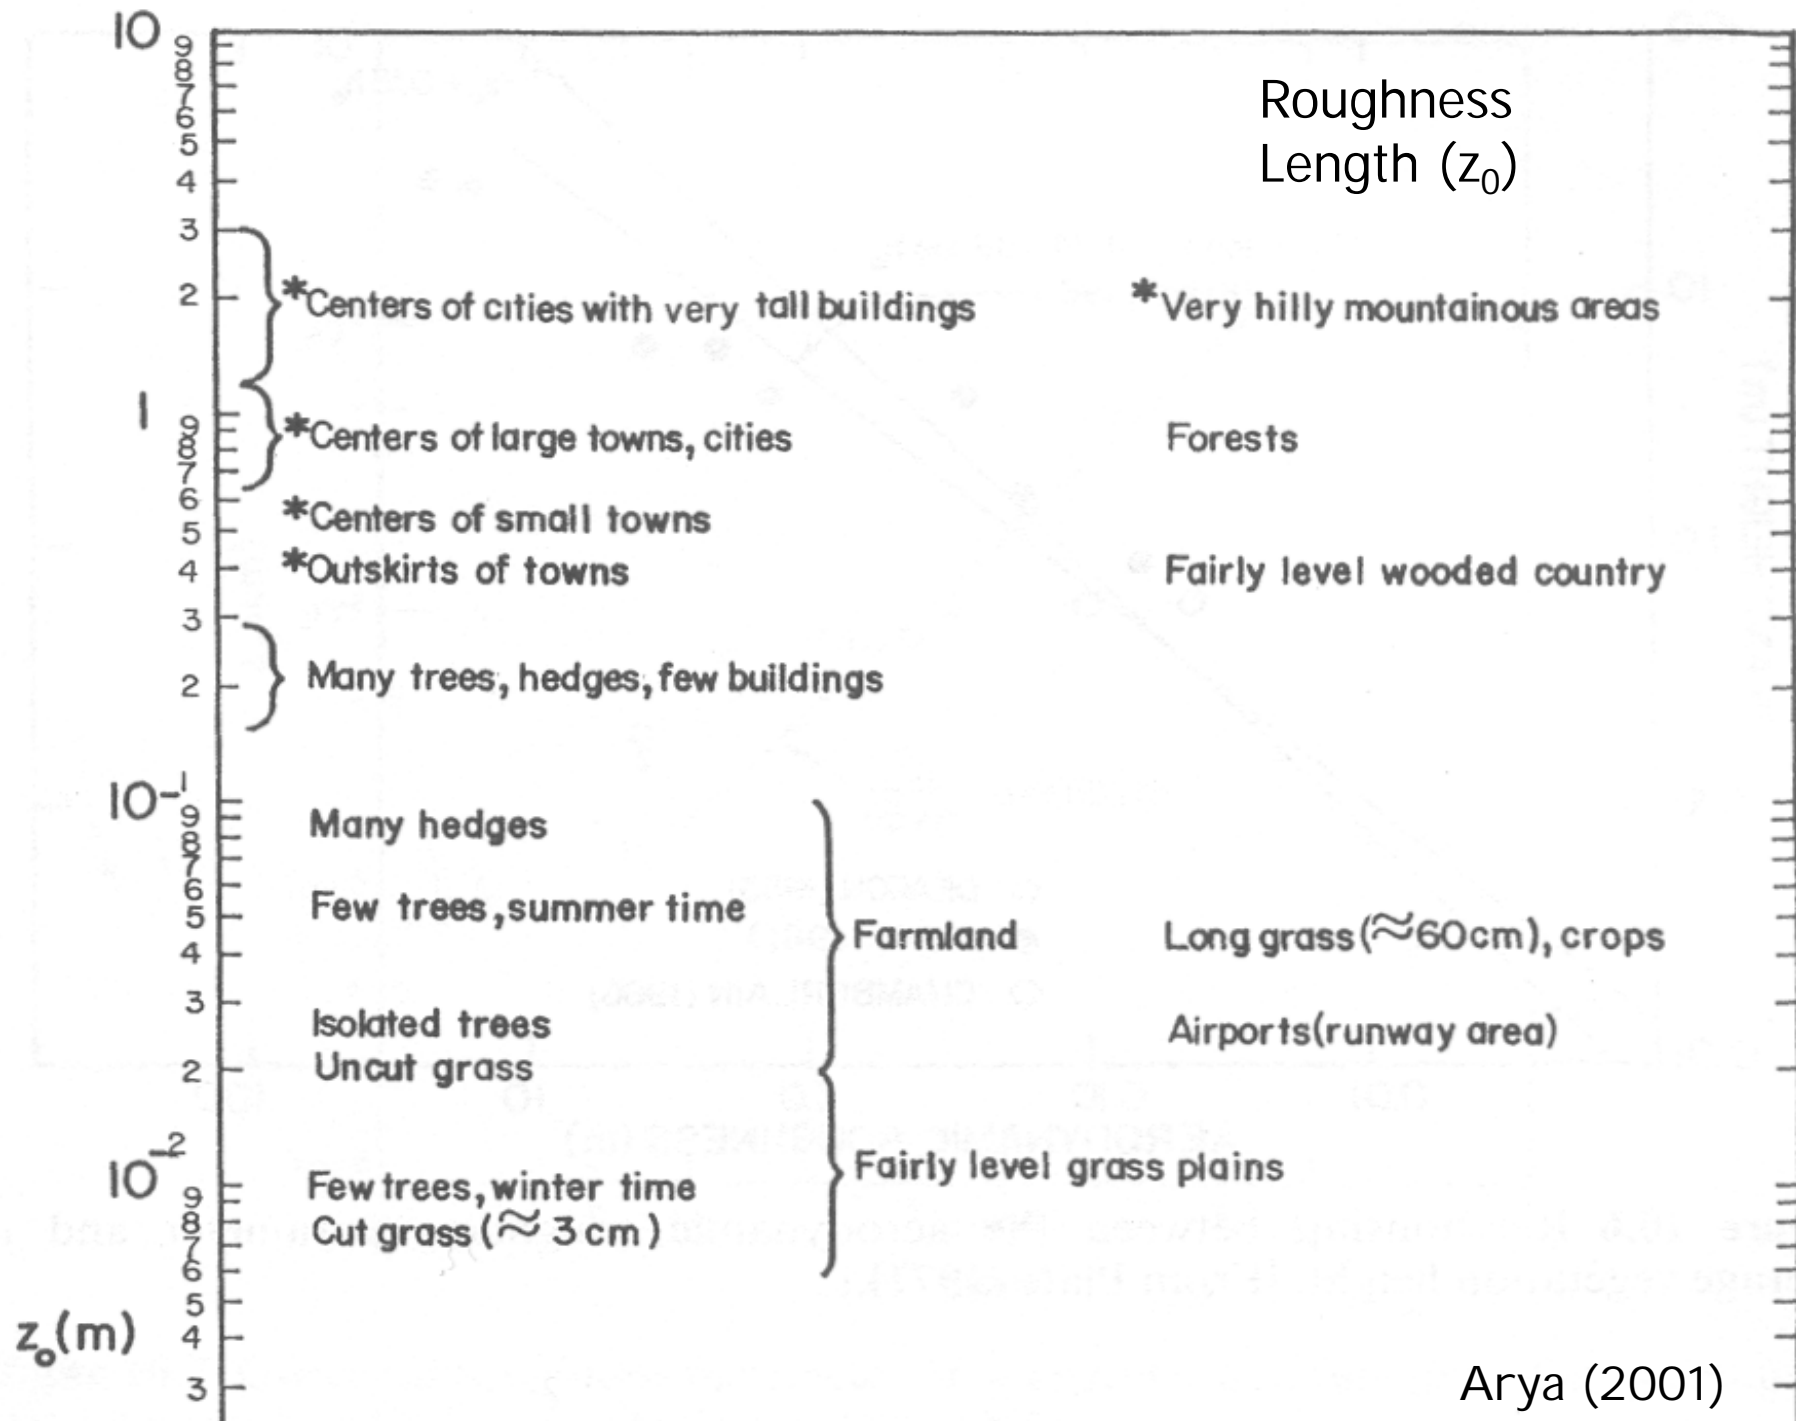 10
9
8
7
6
5
4
3
2
1
9
8
7
6
5
4
3
2
10⁻¹
9
8
7
6
5
4
3
2
10⁻²
9
8
7
6
5
4
3
z₀(m)
Roughness
Length (z₀)
*Centers of cities with very tall buildings
*Very hilly mountainous areas
*Centers of large towns, cities
Forests
*Centers of small towns
*Outskirts of towns
Fairly level wooded country
Many trees, hedges, few buildings
Many hedges
Few trees, summer time
Farmland
Long grass (≈60cm), crops
Isolated trees
Airports (runway area)
Uncut grass
Fairly level grass plains
Few trees, winter time
Cut grass (≈ 3cm)
Arya (2001)